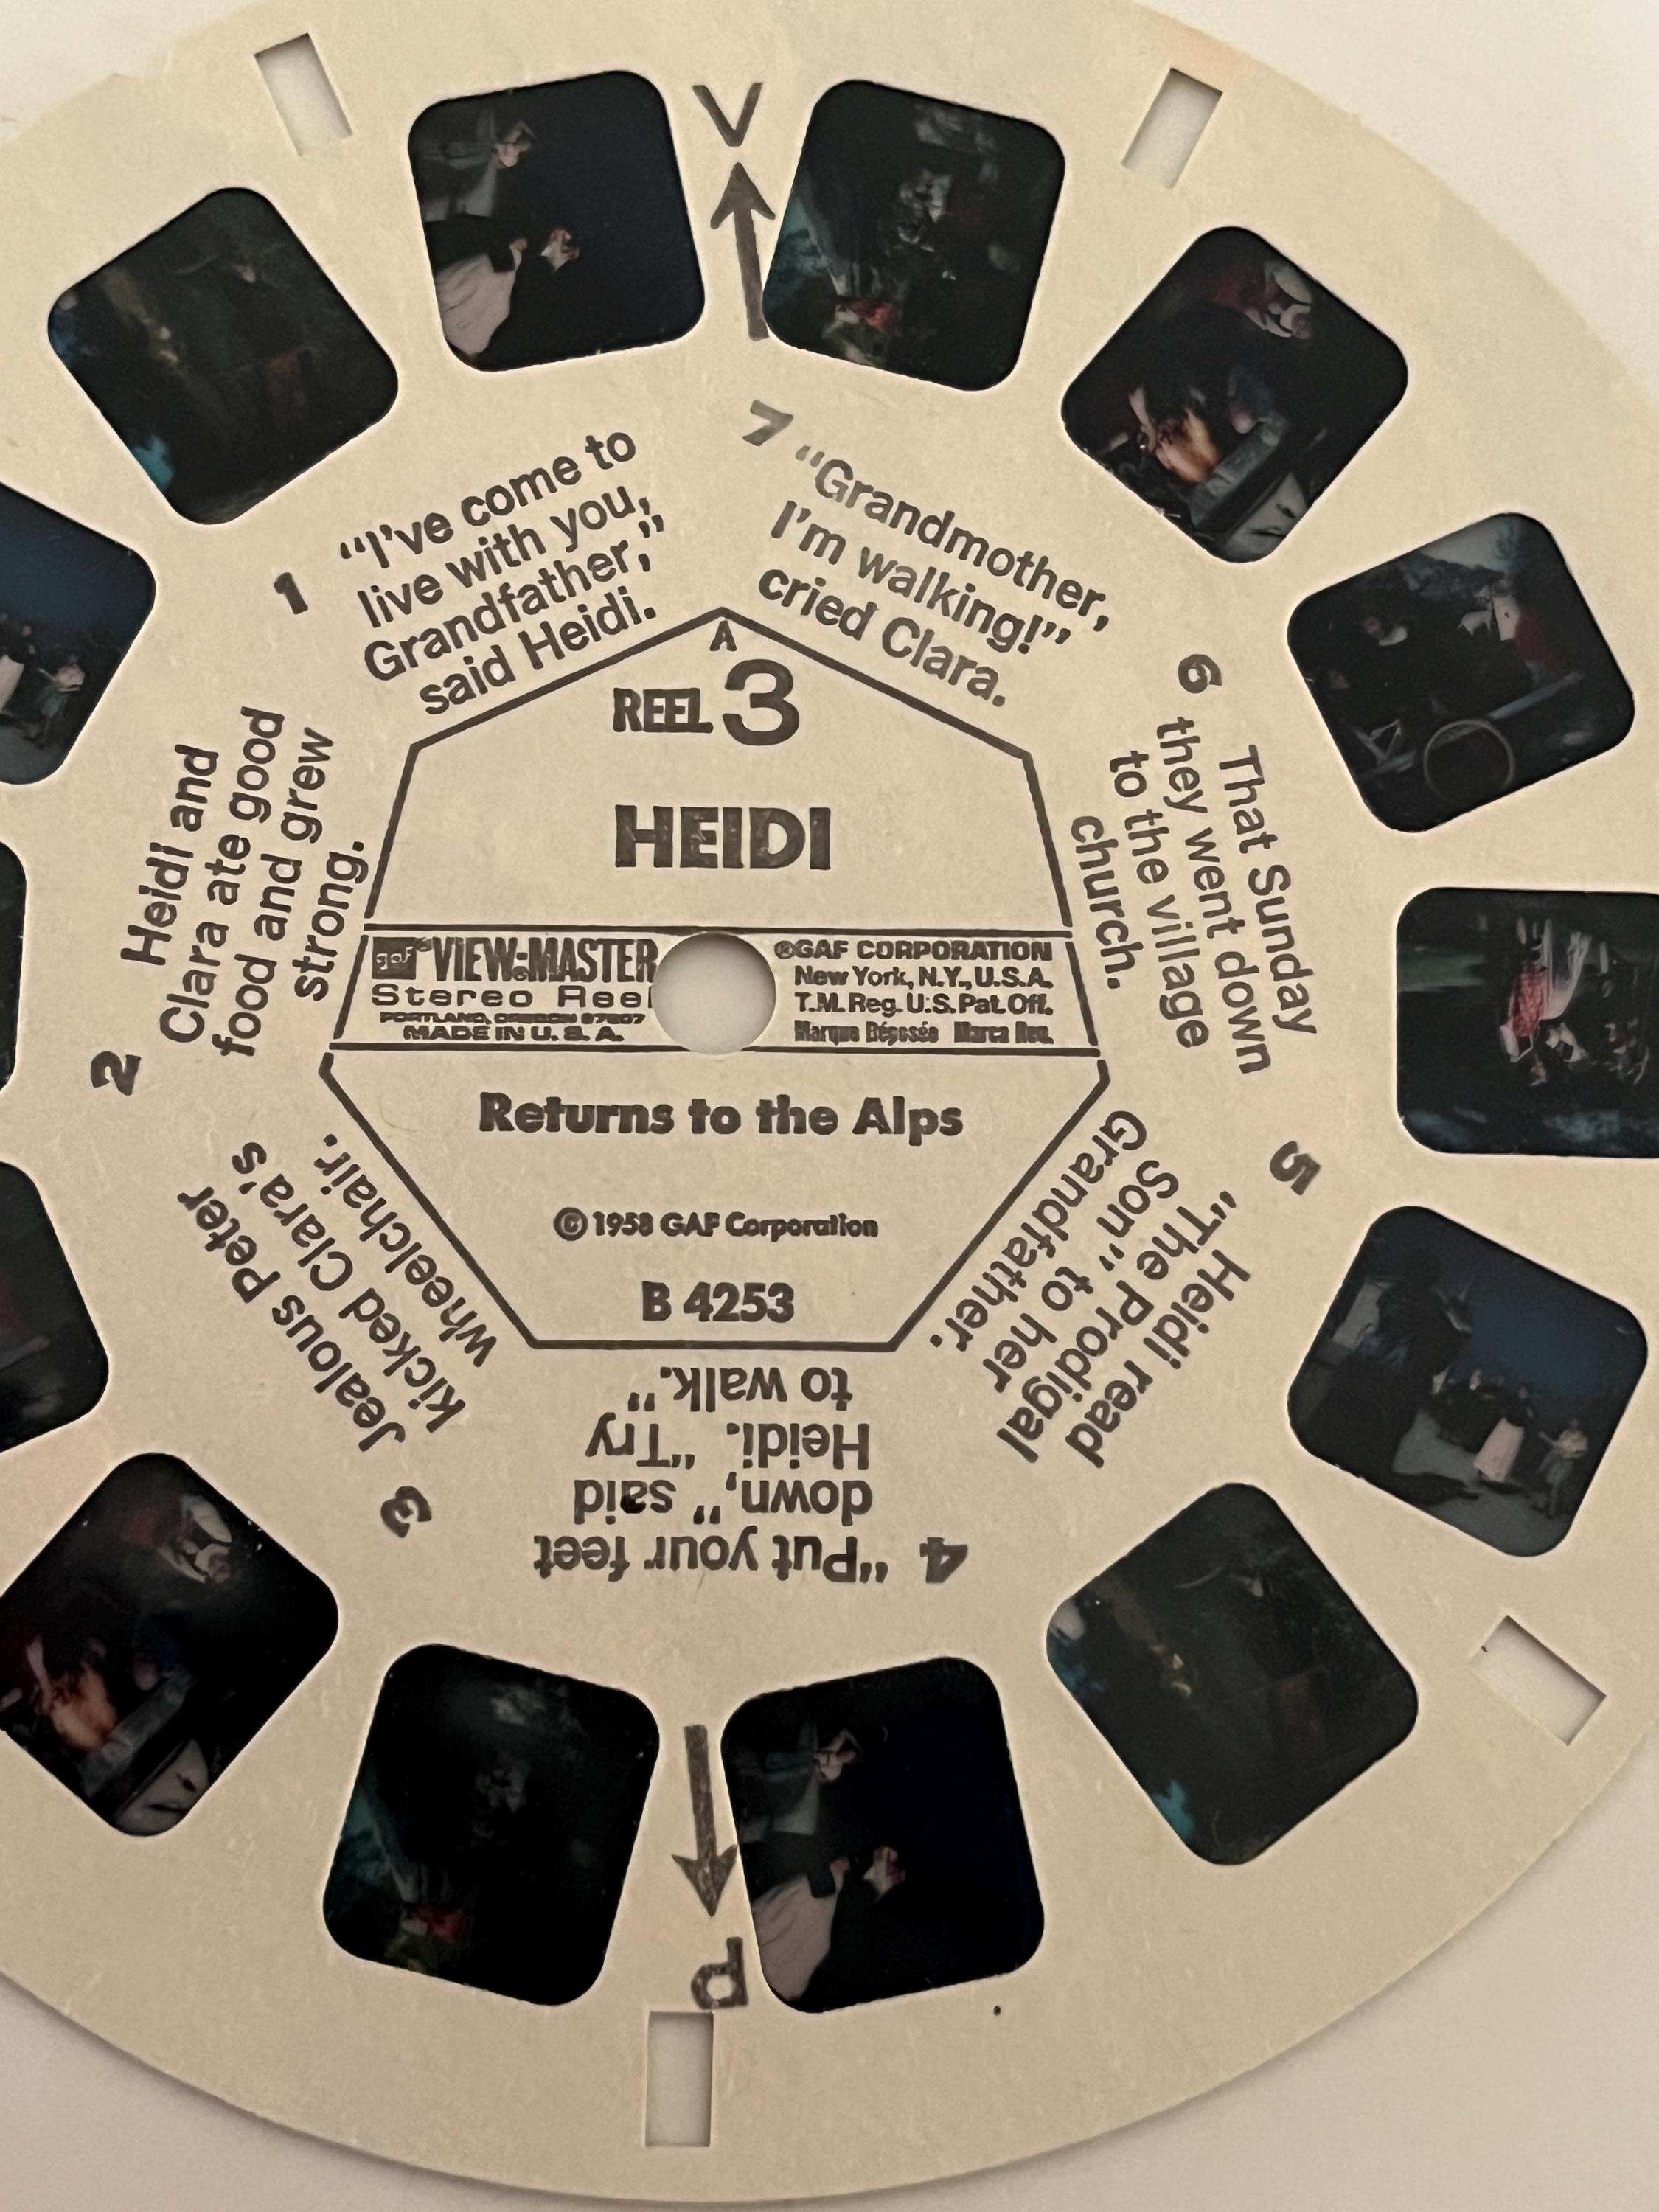 V
1
“I’ve come to
live with you,
Grandfather,”
said Heidi.
2
Heidi and
Clara ate good
food and grew
strong.
3
Jealous Peter
kicked Clara's
wheelchair.
4
"Put your feet
down," said
Heidi. "Try
to walk."
5
Heidi read
"The Prodigal
Son" to her
Grandfather.
6
That Sunday
they went down
to the village
church.
7
“Grandmother,
I’m walking!”
cried Clara.
A
REEL 3
HEIDI
gaf ® VIEW-MASTER®
Stereo Reel
PORTLAND, OREGON 97207
MADE IN U. S. A.
®GAF CORPORATION
New York, N.Y., U.S.A.
T.M. Reg. U.S. Pat. Off.
Marque Déposée Marca Reg.
Returns to the Alps
© 1958 GAF Corporation
B 4253
P